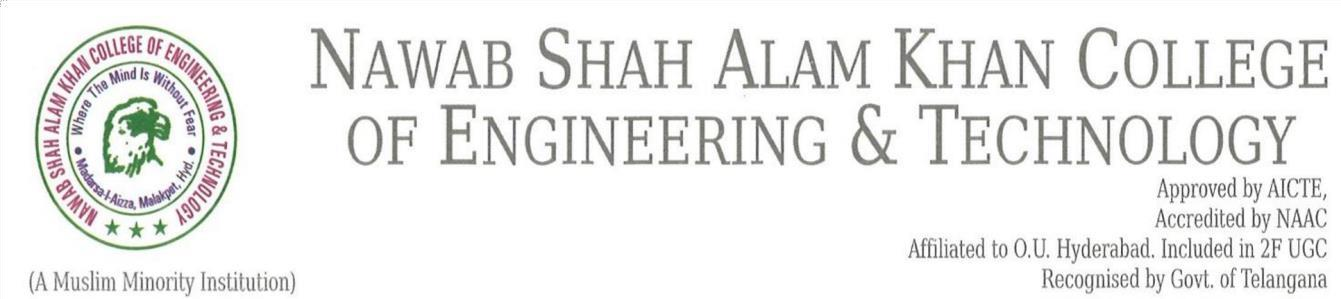 NAWAB SHAH ALAM KHAN COLLEGE OF ENGINEERING & TECHNOLOGY
Where The Mind Is Without Fear
Madarsa-I-Aizza, Malakpet, Hyd.
(A Muslim Minority Institution)
NAWAB SHAH ALAM KHAN COLLEGE
OF ENGINEERING & TECHNOLOGY
Approved by AICTE,
Accredited by NAAC
Affiliated to O.U. Hyderabad. Included in 2F UGC
Recognised by Govt. of Telangana